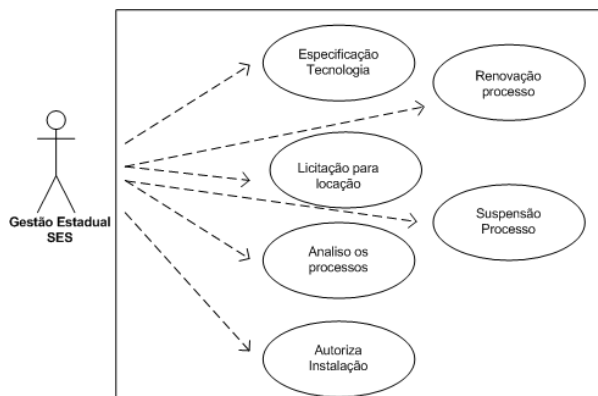 Especificação
Tecnologia
Renovação
processo
Licitação para
locação
Gestão Estadual
SES
Suspensão
Processo
Analiso os
processos
Autoriza
Instalação